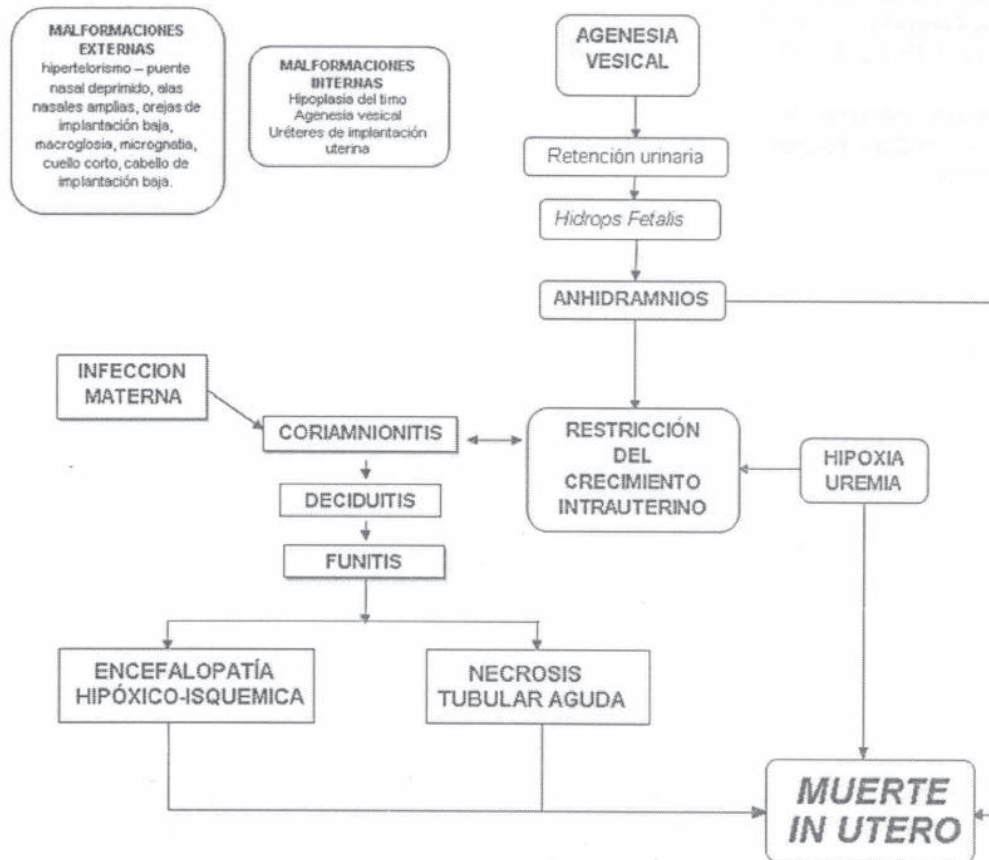 MALFORMACIONES
EXTERNAS
hipertelorismo – puente
nasal deprimido, alas
nasales amplias, orejas de
implantación baja,
macroglosia, micrognatia,
cuello corto, cabello de
implantación baja.
MALFORMACIONES
INTERNAS
Hipoplasia del timo
Agenesia vesical
Uréteres de implantación
uterina
AGENESIA
VESICAL
Retención urinaria
Hidrops Fetalis
ANHIDRAMNIOS
INFECCION
MATERNA
CORIAMNIONITIS
RESTRICCIÓN
DEL
CRECIMIENTO
INTRAUTERINO
HIPOXIA
UREMIA
DECIDUITIS
FUNITIS
ENCEFALOPATÍA
HIPÓXICO-ISQUEMICA
NECROSIS
TUBULAR AGUDA
MUERTE
IN UTERO